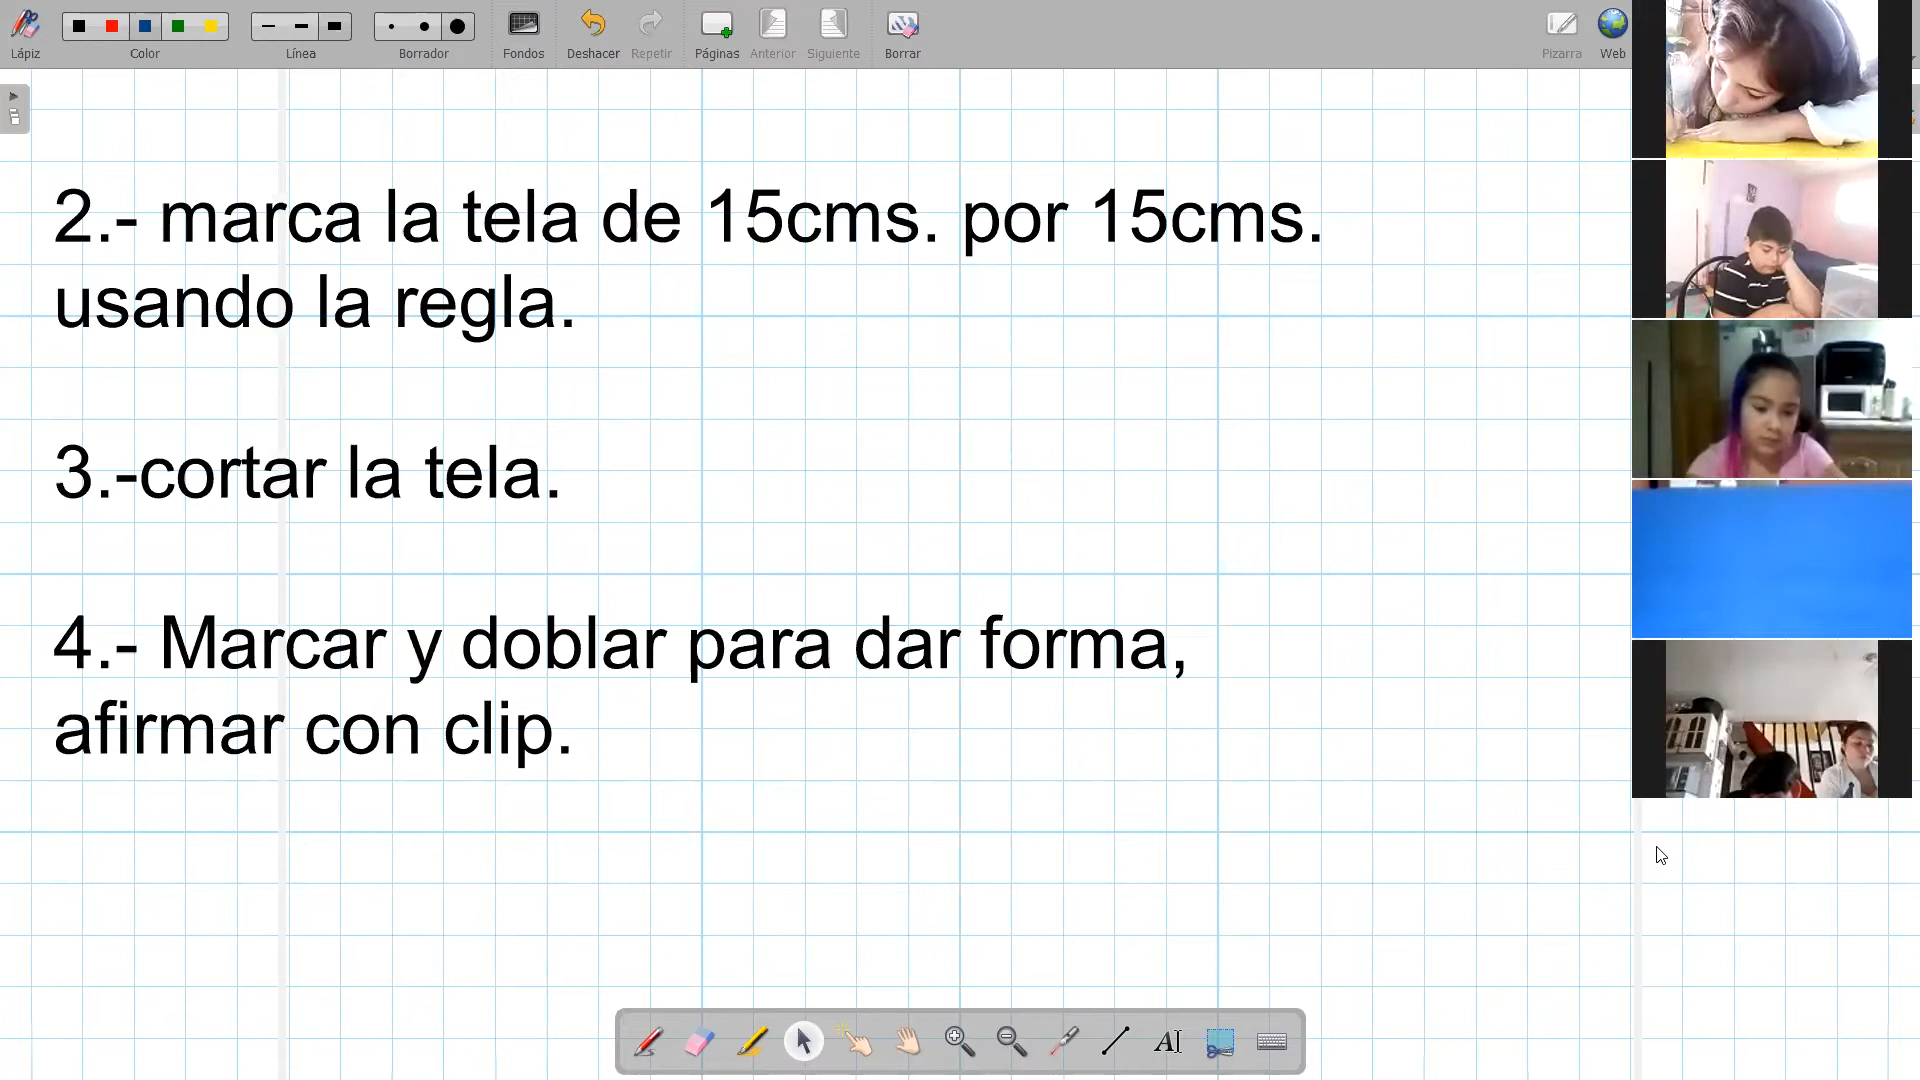 Lápiz
Color
Línea
Borrador
Fondos
Deshacer
Repetir
Páginas
Anterior
Siguiente
Borrar
Pizarra
Web
2.- marca la tela de 15cms. por 15cms.
usando la regla.
3.-cortar la tela.
4.- Marcar y doblar para dar forma,
afirmar con clip.